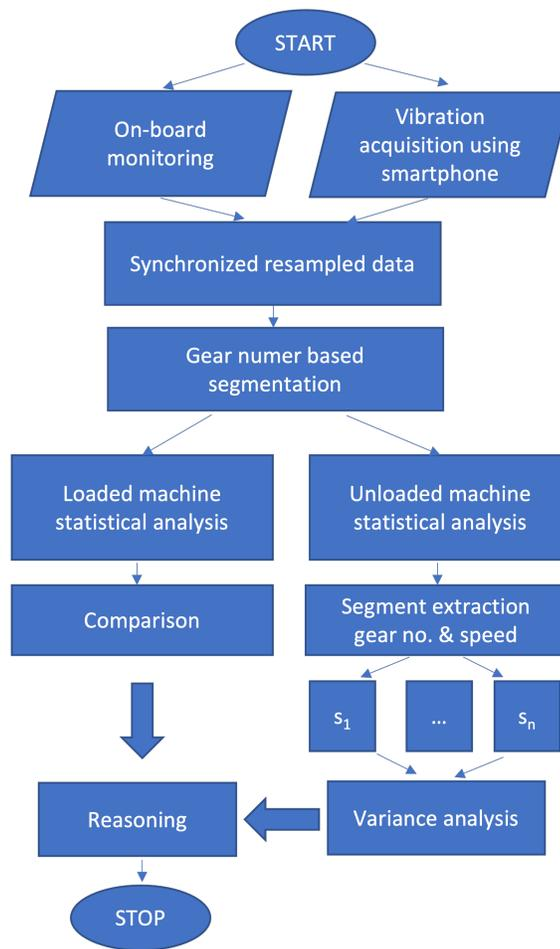 START
On-board
monitoring
Vibration
acquisition using
smartphone
Synchronized resampled data
Gear numer based
segmentation
Loaded machine
statistical analysis
Unloaded machine
statistical analysis
Comparison
Segment extraction
gear no. & speed
s₁
...
sₙ
Reasoning
Variance analysis
STOP